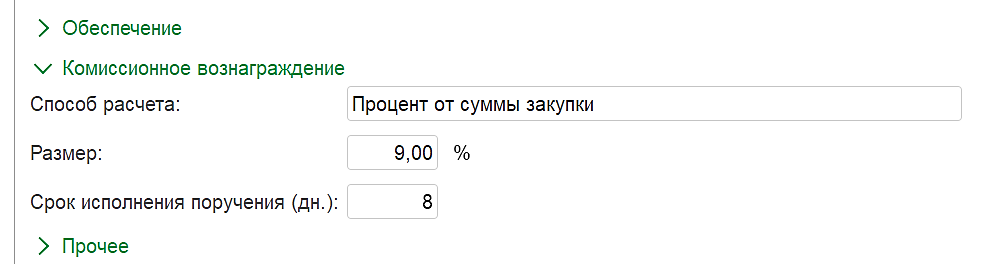 Обеспечение
Комиссионное вознаграждение
Способ расчета: Процент от суммы закупки
Размер: 9,00 %
Срок исполнения поручения (дн.): 8
Прочее